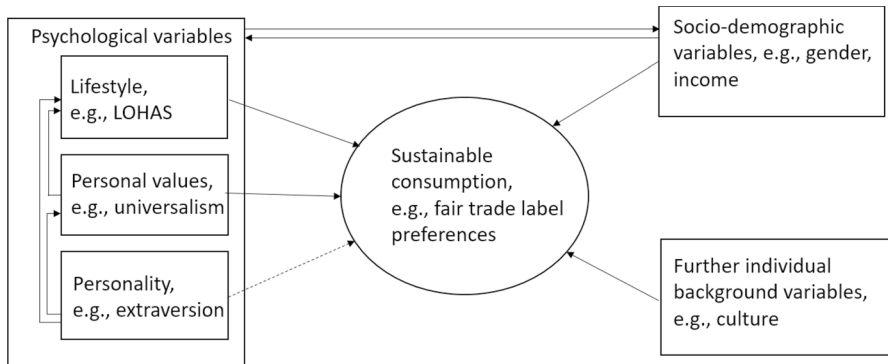 Psychological variables
Lifestyle,
e.g., LOHAS
Personal values,
e.g., universalism
Personality,
e.g., extraversion
Sustainable
consumption,
e.g., fair trade label
preferences
Socio-demographic
variables, e.g., gender,
income
Further individual
background variables,
e.g., culture